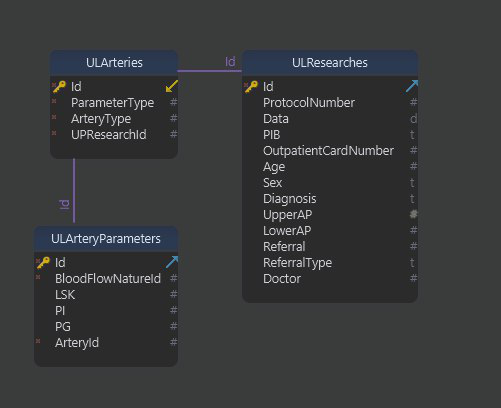 ULArteries
Id
ParameterType #
ArteryType #
UPResearchId #
Id
ULResearches
Id
ProtocolNumber #
Data d
PIB t
OutpatientCardNumber #
Age #
Sex t
Diagnosis t
UpperAP #
LowerAP #
Referral #
ReferralType t
Doctor #
Id
ULArteryParameters
Id
BloodFlowNatureId #
LSK #
PI #
PG #
ArteryId #